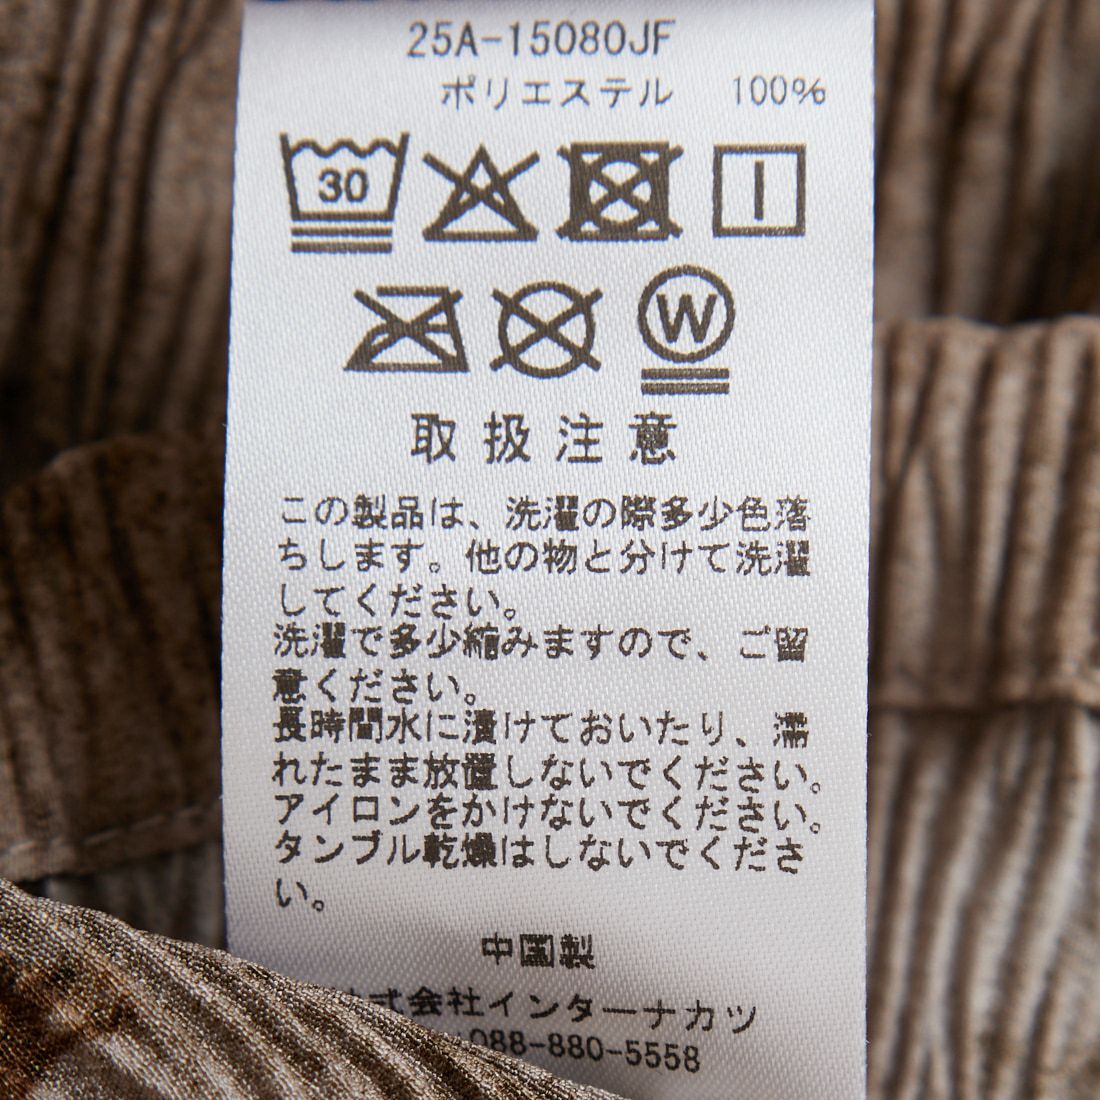 25A-15080JF
ポリエステル 100%
30
W
取扱注意
この製品は、洗濯の際多少色落
ちします。他の物と分けて洗濯
してください。
洗濯で多少縮みますので、ご留
意ください。
長時間水に漬けておいたり、濡
れたまま放置しないでください。
アイロンをかけないでください。
タンブル乾燥はしないでくださ
い。
中国製
式会社インターナカツ
088-880-5558